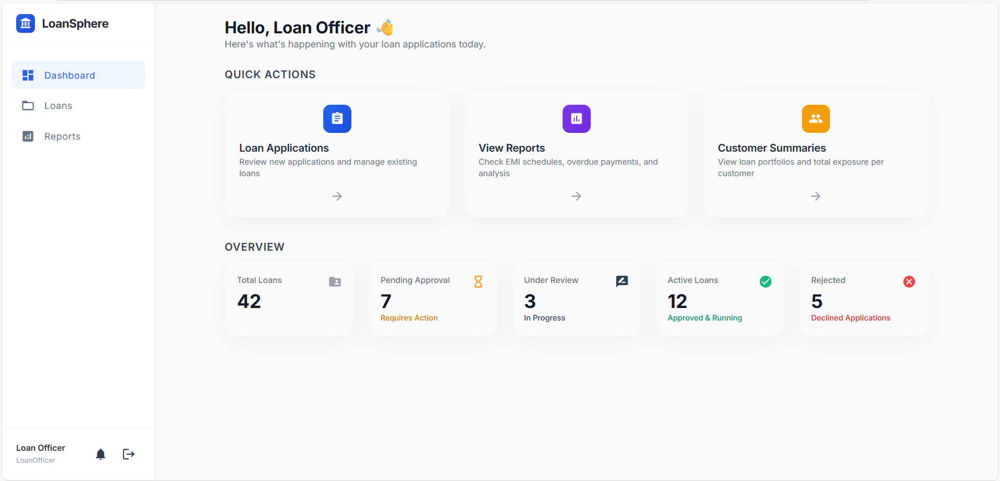 LoanSphere
Dashboard
Loans
Reports
Loan Officer
LoanOfficer
Hello, Loan Officer 👋
Here's what's happening with your loan applications today.
QUICK ACTIONS
Loan Applications
Review new applications and manage existing
loans
View Reports
Check EMI schedules, overdue payments, and
analysis
Customer Summaries
View loan portfolios and total exposure per
customer
OVERVIEW
Total Loans
42
Pending Approval
7
Requires Action
Under Review
3
In Progress
Active Loans
12
Approved & Running
Rejected
5
Declined Applications